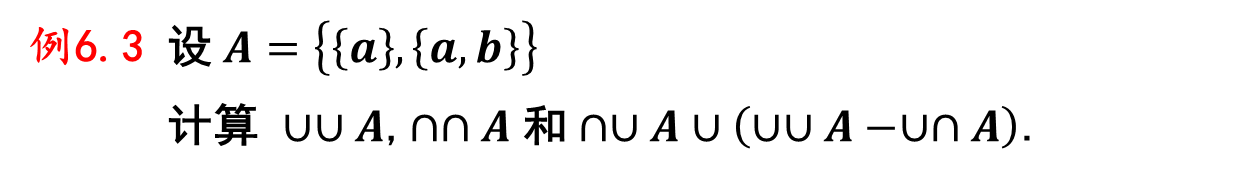 例6.3 设 A = {{a},{a, b}}
计算 ∪∪ A, ∩∩ A 和 ∩∪ A ∪ (∪∪ A −∪∩ A).